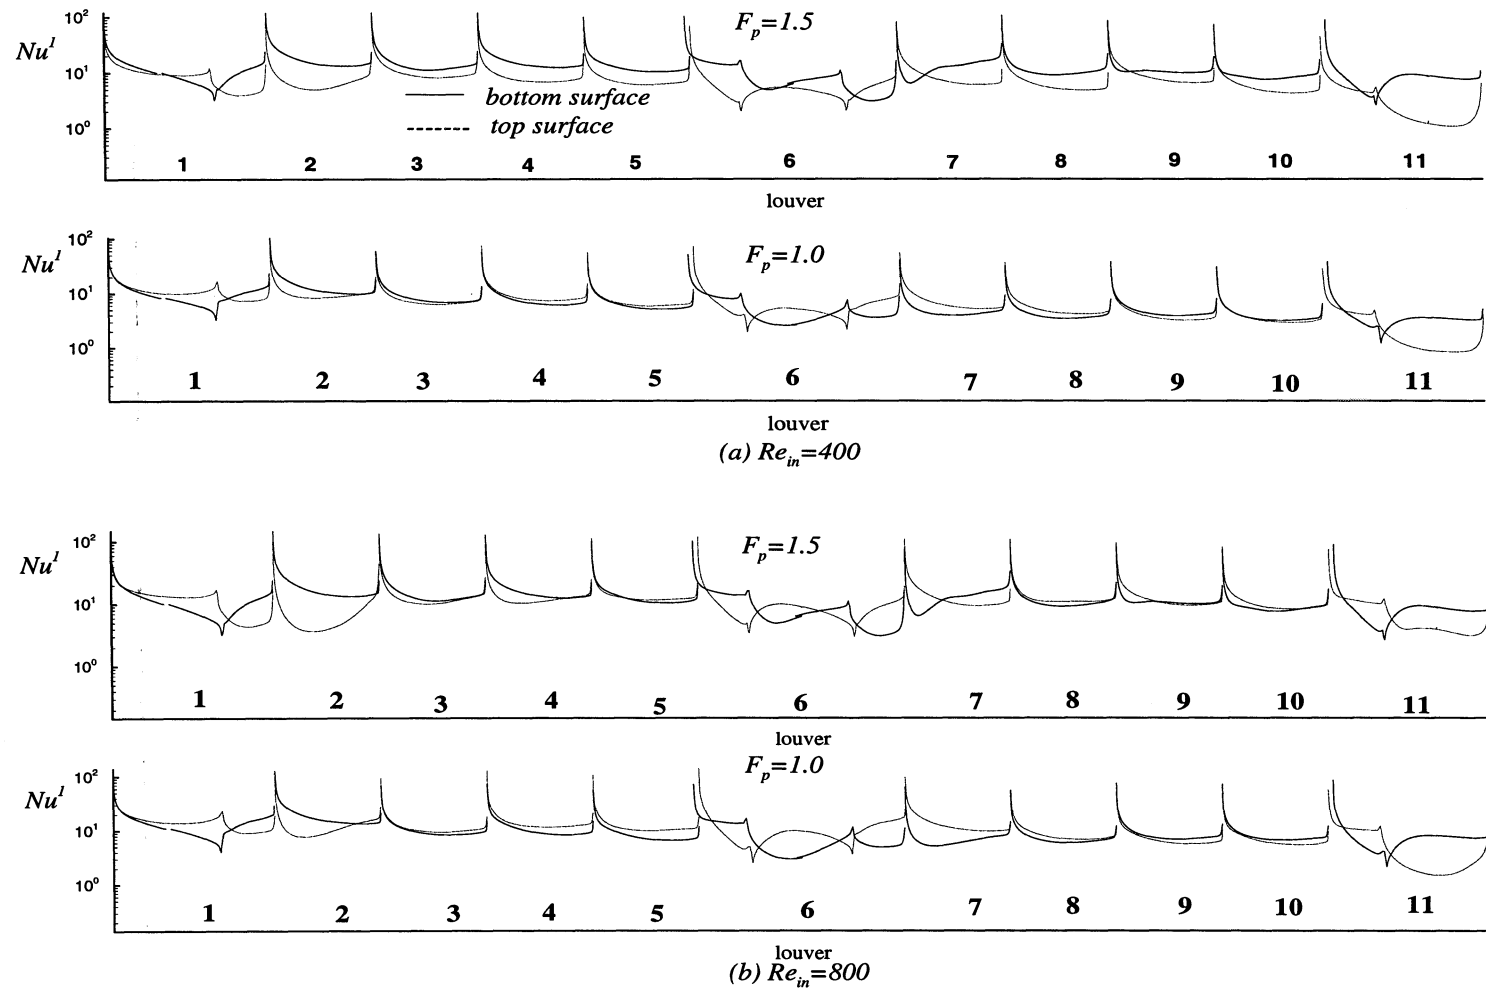 F_p=1.5
10²
Nu¹
10¹
bottom surface
top surface
10⁰
1 2 3 4 5 6 7 8 9 10 11
louver
10²
Nu¹
F_p=1.0
10¹
10⁰
1 2 3 4 5 6 7 8 9 10 11
louver
(a) Re_in=400
10²
F_p=1.5
Nu¹
10¹
10⁰
1 2 3 4 5 6 7 8 9 10 11
louver
F_p=1.0
10²
Nu¹
10¹
10⁰
1 2 3 4 5 6 7 8 9 10 11
louver
(b) Re_in=800